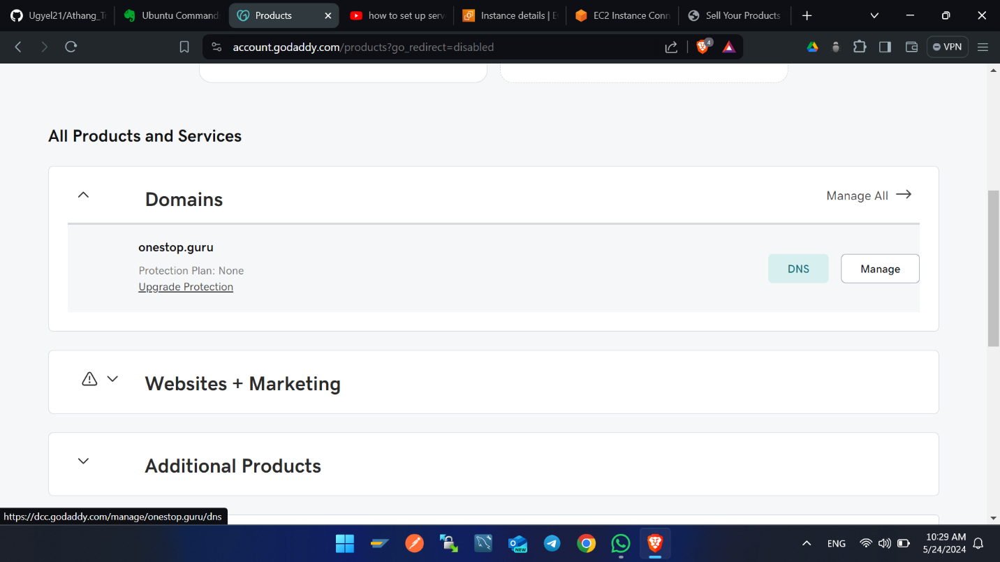 Ugyel21/Athang_Tr
Ubuntu Command
Products
how to set up serv
Instance details | E
EC2 Instance Conn
Sell Your Products
account.godaddy.com/products?go_redirect=disabled
4
VPN
All Products and Services
Domains
Manage All
onestop.guru
Protection Plan: None
Upgrade Protection
DNS
Manage
Websites + Marketing
Additional Products
https://dcc.godaddy.com/manage/onestop.guru/dns
NEW
ENG
10:29 AM
5/24/2024